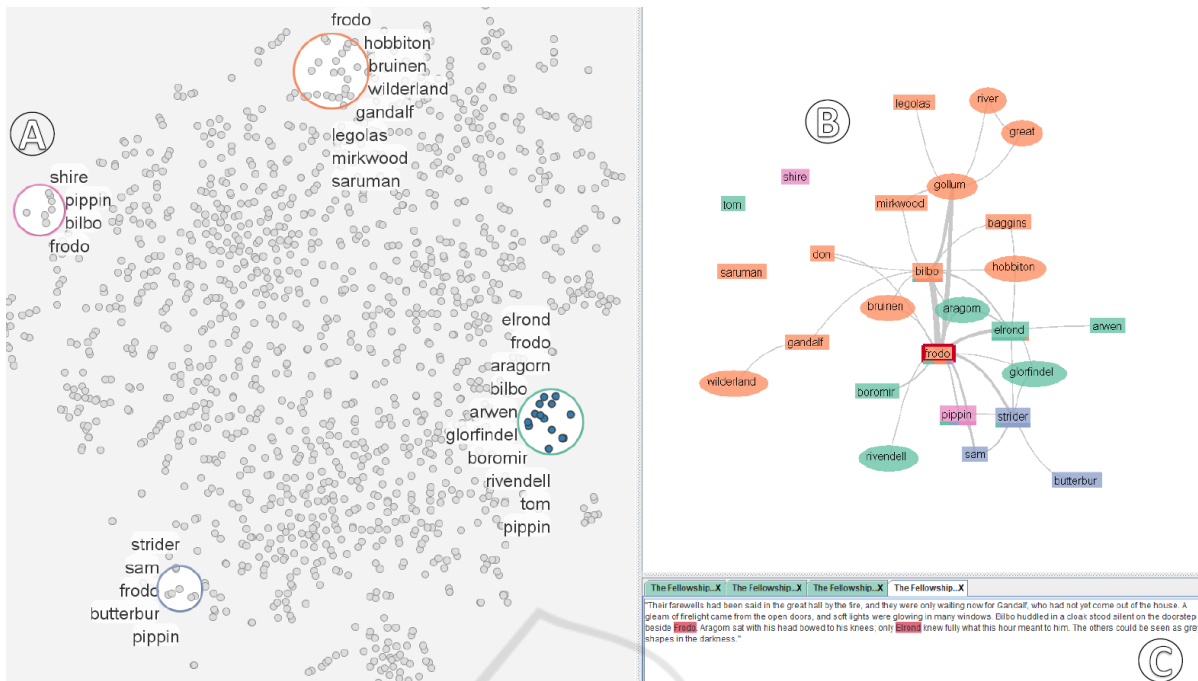 frodo
hobbiton
bruinen
wilderland
gandalf
legolas
mirkwood
saruman
A
shire
pippin
bilbo
frodo
elrond
frodo
aragorn
bilbo
arwen
glorfindel
boromir
rivendell
tom
pippin
strider
sam
frodo
butterbur
pippin
B
legolas
river
great
shire
gollum
tom
mirkwood
baggins
don
saruman
bilbo
hobbiton
bruinen
aragorn
elrond
arwen
gandalf
frodo
glorfindel
wilderland
boromir
pippin
strider
rivendell
sam
butterbur
The Fellowship...X
The Fellowship...X
The Fellowship...X
The Fellowship...X
"Their farewells had been said in the great hall by the fire, and they were only waiting now for Gandalf, who had not yet come out of the house. A
gleam of firelight came from the open doors, and soft lights were glowing in many windows. Bilbo huddled in a cloak stood silent on the doorstep
beside Frodo. Aragorn sat with his head bowed to his knees; only Elrond knew fully what this hour meant to him. The others could be seen as gre
shapes in the darkness."
C